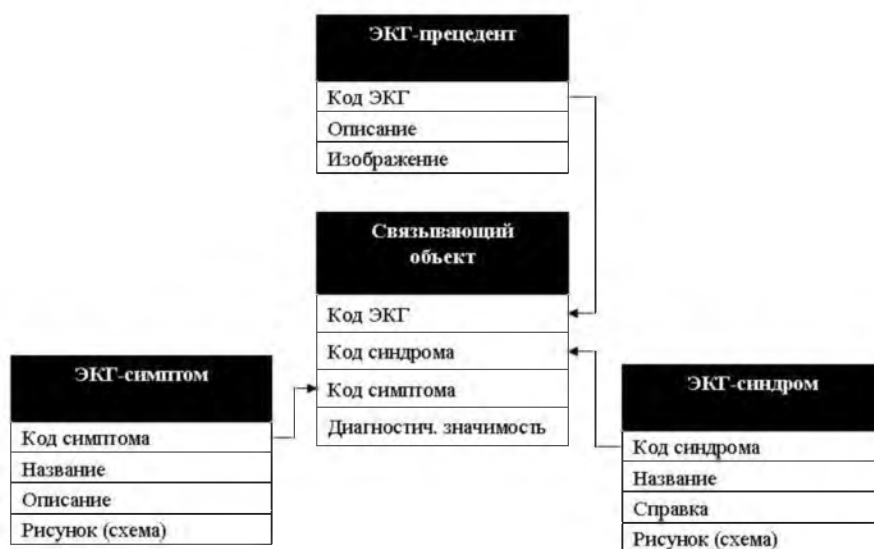 ЭКГ-прецедент
Код ЭКГ
Описание
Изображение
Связывающий
объект
Код ЭКГ
Код синдрома
Код симптома
Диагностич. значимость
ЭКГ-симптом
Код симптома
Название
Описание
Рисунок (схема)
ЭКГ-синдром
Код синдрома
Название
Справка
Рисунок (схема)